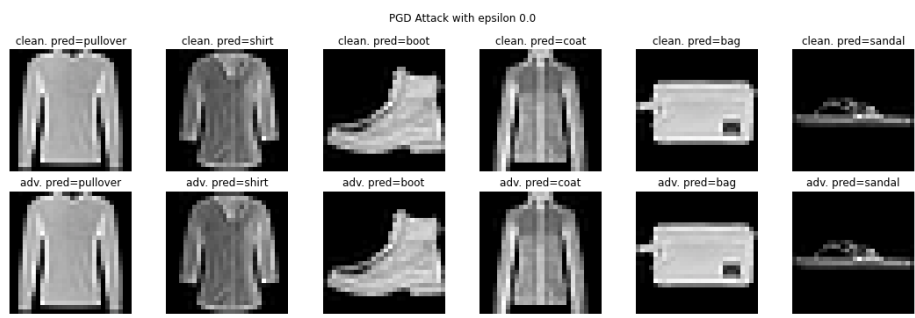 PGD Attack with epsilon 0.0
clean. pred=pullover clean. pred=shirt clean. pred=boot clean. pred=coat clean. pred=bag clean. pred=sandal
adv. pred=pullover adv. pred=shirt adv. pred=boot adv. pred=coat adv. pred=bag adv. pred=sandal